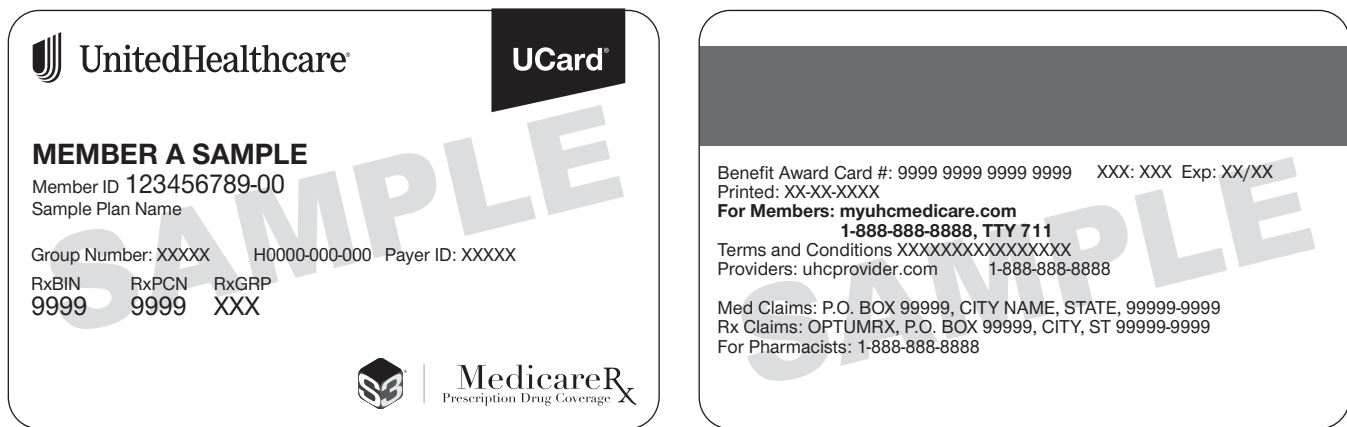 UnitedHealthcare®
UCard®
MEMBER A SAMPLE
Member ID 123456789-00
Sample Plan Name
Group Number: XXXXX H0000-000-000 Payer ID: XXXXX
RxBIN RxPCN RxGRP
9999 9999 XXX
SAMPLE
S3
MedicareRx
Prescription Drug Coverage
Benefit Award Card #: 9999 9999 9999 9999 XXX: XXX Exp: XX/XX
Printed: XX-XX-XXXX
For Members: myuhcmedicare.com
1-888-888-8888, TTY 711
Terms and Conditions XXXXXXXXXXXXXXXX
Providers: uhcprovider.com 1-888-888-8888
Med Claims: P.O. BOX 99999, CITY NAME, STATE, 99999-9999
Rx Claims: OPTUMRX, P.O. BOX 99999, CITY, ST 99999-9999
For Pharmacists: 1-888-888-8888
SAMPLE